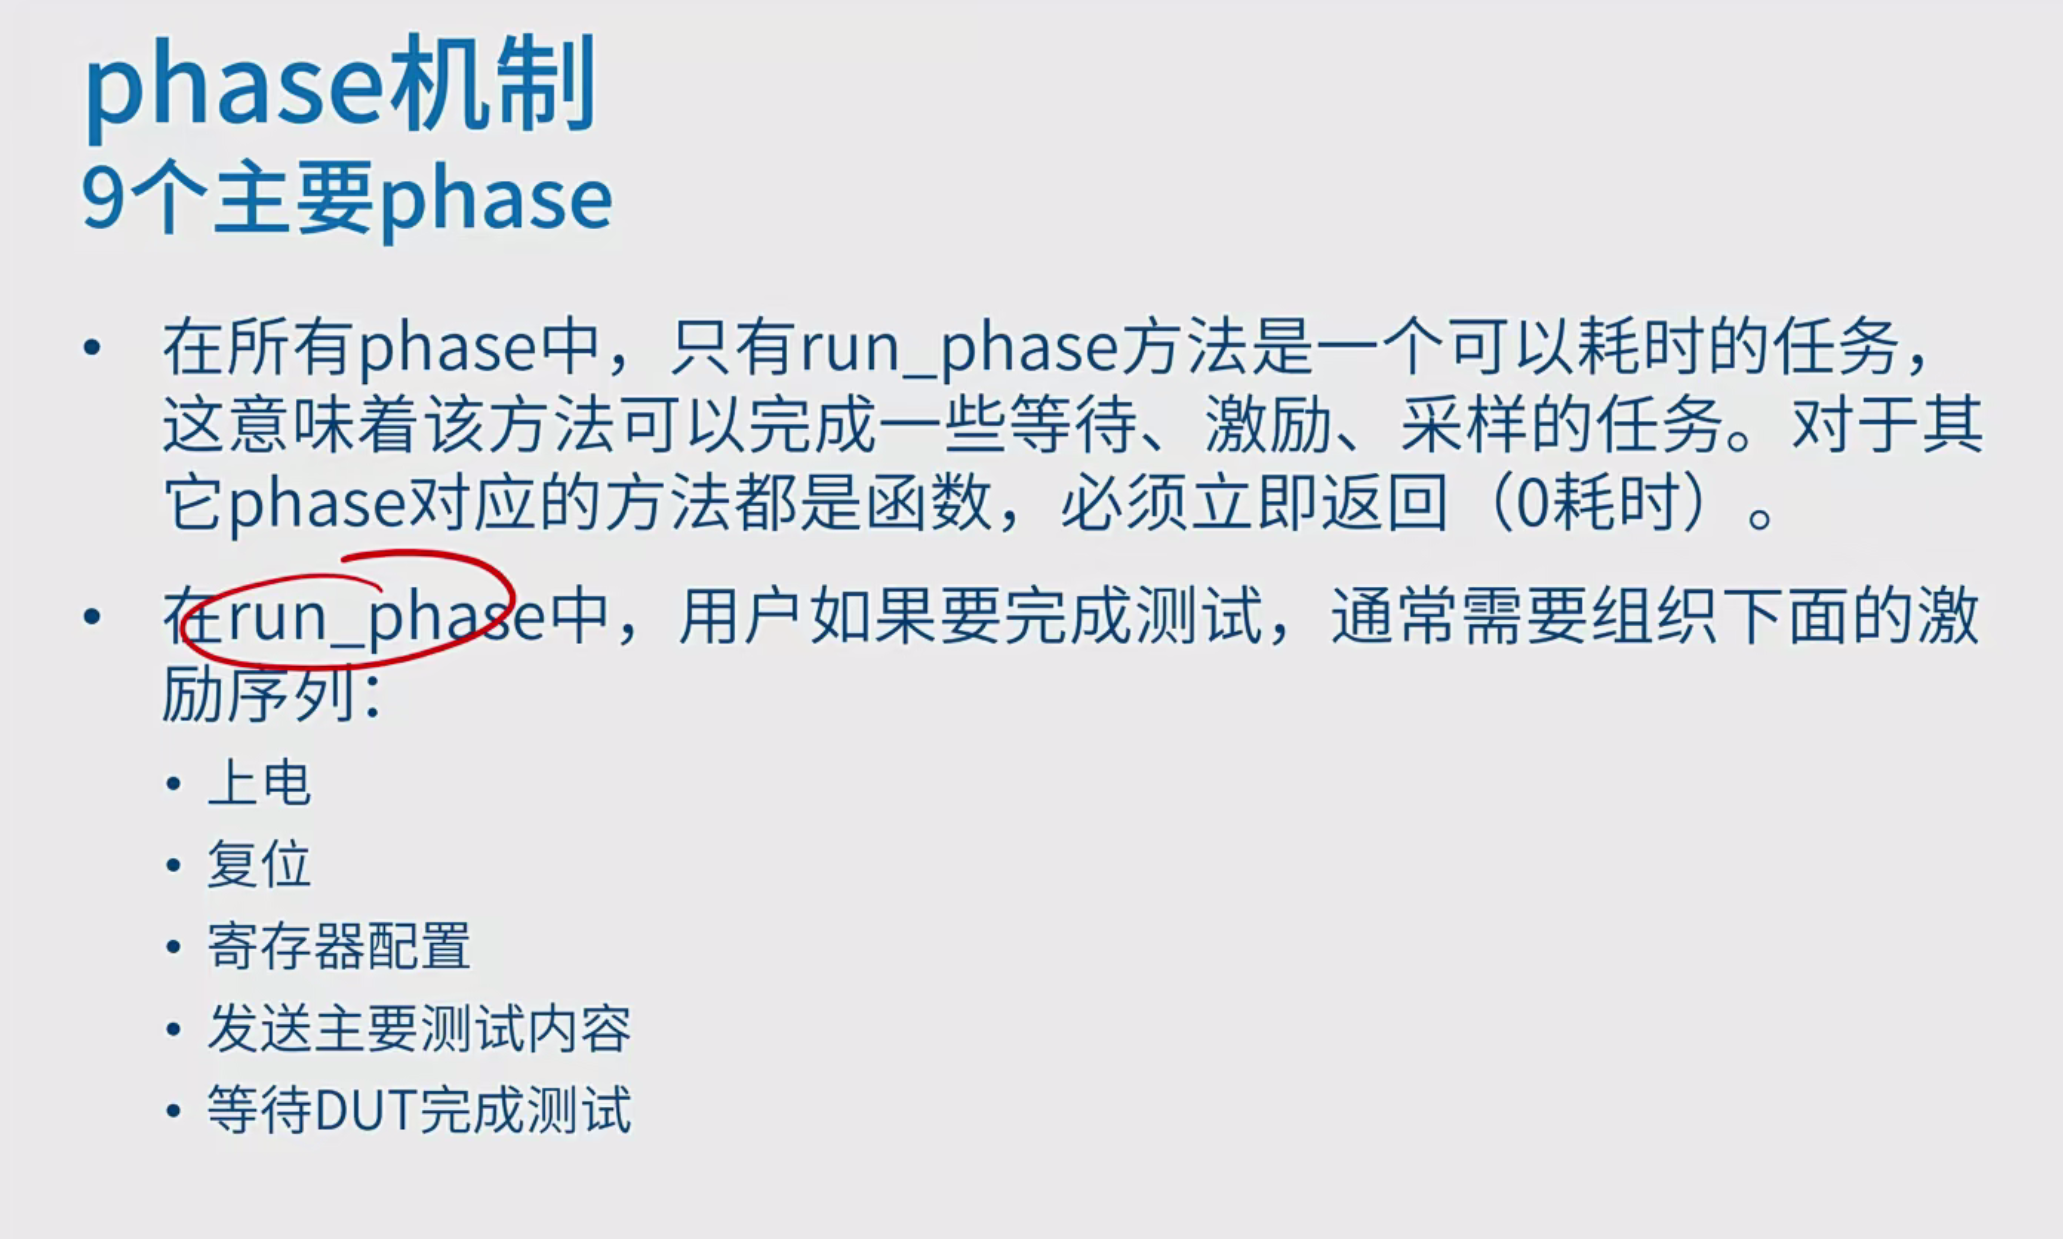 phase机制
9个主要phase
• 在所有phase中，只有run_phase方法是一个可以耗时的任务，
这意味着该方法可以完成一些等待、激励、采样的任务。对于其
它phase对应的方法都是函数，必须立即返回（0耗时）。
• 在run_phase中，用户如果要完成测试，通常需要组织下面的激
励序列：
• 上电
• 复位
• 寄存器配置
• 发送主要测试内容
• 等待DUT完成测试